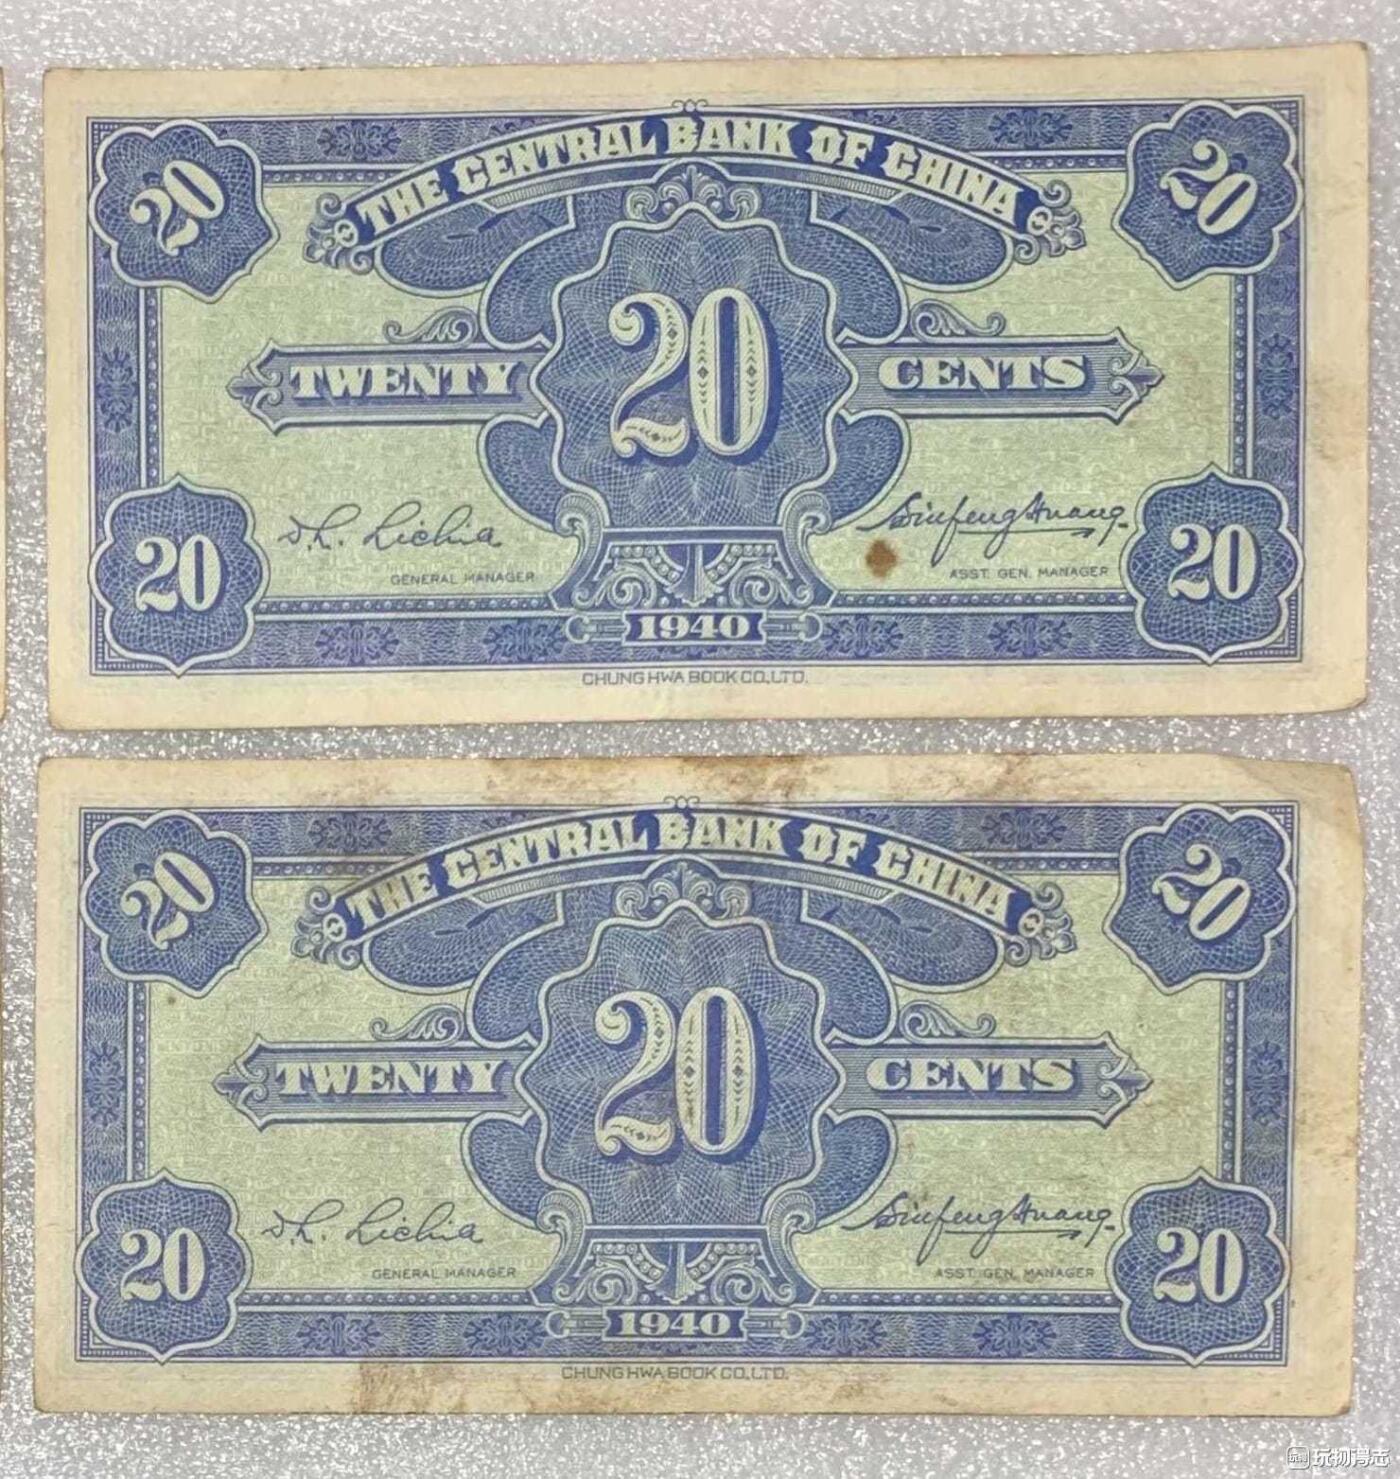 THE CENTRAL BANK OF CHINA
20 20
20
TWENTY CENTS
GENERAL MANAGER
ASST. GEN. MANAGER
20 20
1940
CHUNG HWA BOOK CO., LTD.
THE CENTRAL BANK OF CHINA
20 20
20
TWENTY CENTS
GENERAL MANAGER
ASST. GEN. MANAGER
20 20
1940
CHUNG HWA BOOK CO., LTD.
玩物得志